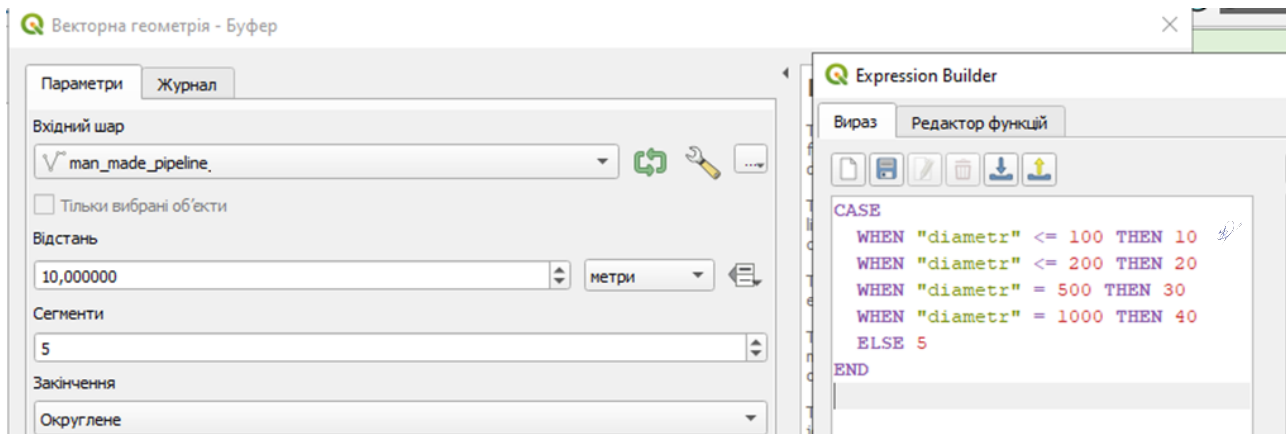 Векторна геометрія - Буфер
Параметри
Журнал
Вхідний шар
man_made_pipeline
...
Тільки вибрані об'єкти
Відстань
10,000000
метри
Сегменти
5
Закінчення
Округлене
Expression Builder
Вираз
Редактор функцій
CASE
WHEN "diametr" <= 100 THEN 10
WHEN "diametr" <= 200 THEN 20
WHEN "diametr" = 500 THEN 30
WHEN "diametr" = 1000 THEN 40
ELSE 5
END